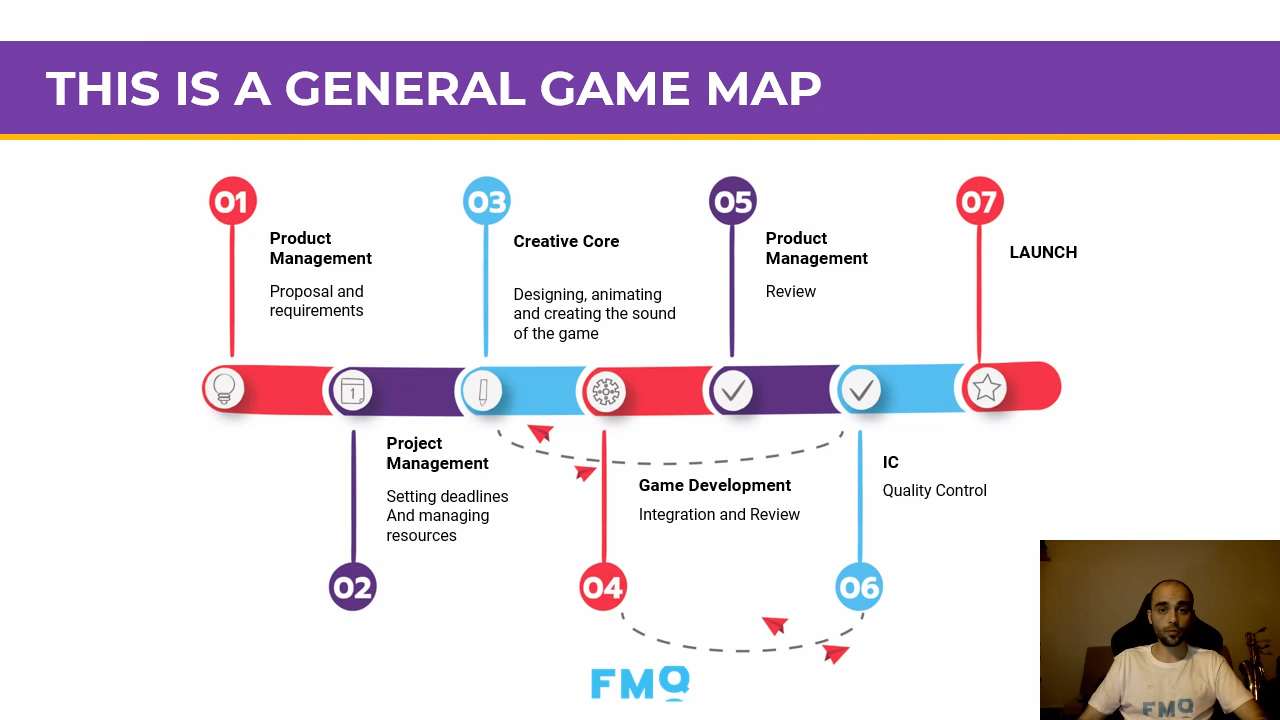 THIS IS A GENERAL GAME MAP
01
Product
Management
Proposal and
requirements
03
Creative Core
Designing, animating
and creating the sound
of the game
05
Product
Management
Review
07
LAUNCH
1
Project
Management
Setting deadlines
And managing
resources
02
Game Development
Integration and Review
04
IC
Quality Control
06
FMQ
FMQ